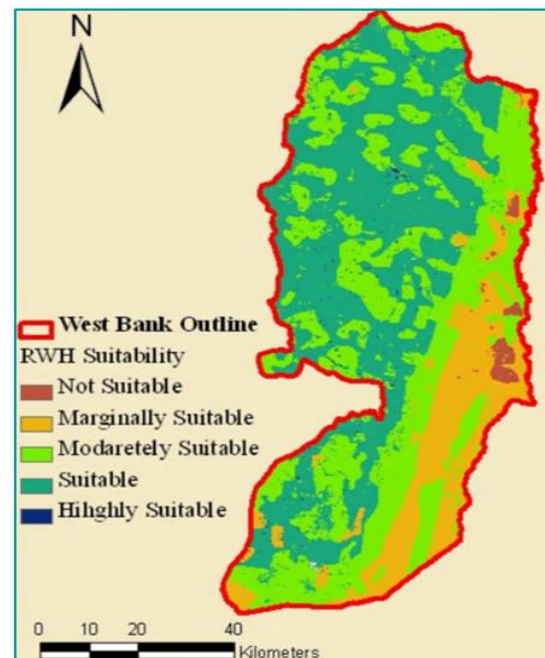 N
West Bank Outline
RWH Suitability
Not Suitable
Marginally Suitable
Modaretely Suitable
Suitable
Hihghly Suitable
0 10 20 40
Kilometers